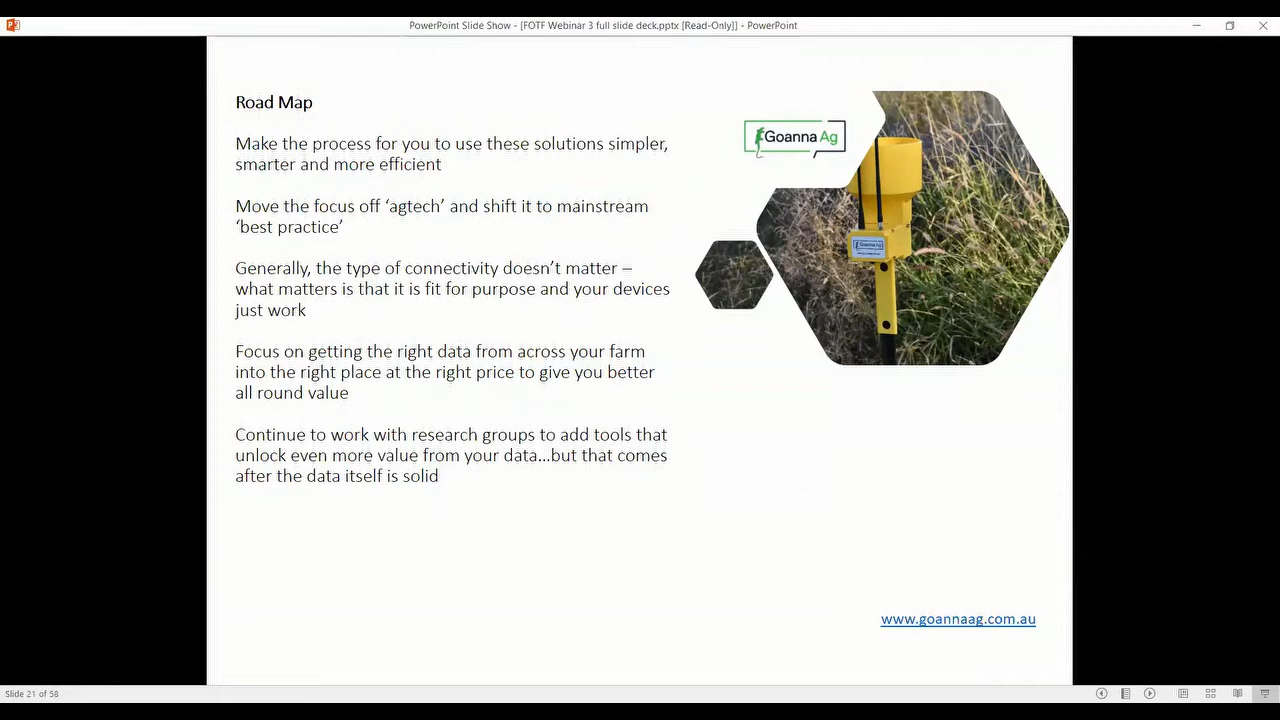 PowerPoint Slide Show - [FOTF Webinar 3 full slide deck.pptx [Read-Only]] - PowerPoint
Road Map
Make the process for you to use these solutions simpler,
smarter and more efficient
Move the focus off ‘agtech’ and shift it to mainstream
‘best practice’
Generally, the type of connectivity doesn’t matter –
what matters is that it is fit for purpose and your devices
just work
Focus on getting the right data from across your farm
into the right place at the right price to give you better
all round value
Continue to work with research groups to add tools that
unlock even more value from your data…but that comes
after the data itself is solid
Goanna Ag
Goanna Ag
www.goannaag.com.au
Slide 21 of 58